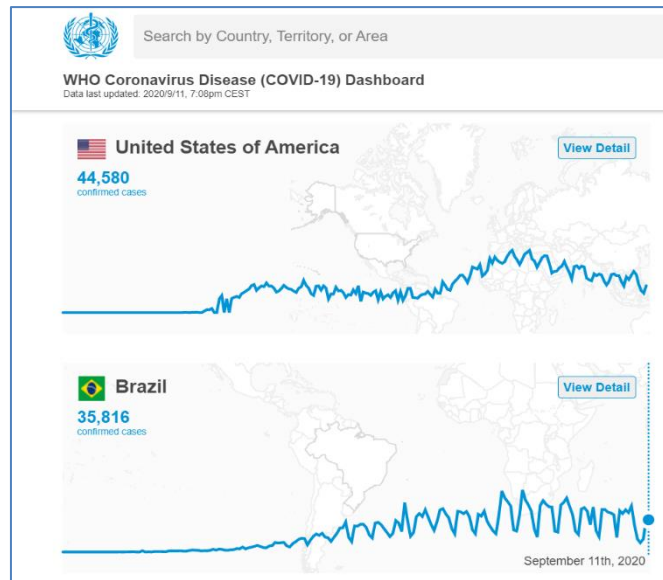 Search by Country, Territory, or Area
WHO Coronavirus Disease (COVID-19) Dashboard
Data last updated: 2020/9/11, 7:08pm CEST
United States of America
View Detail
44,580
confirmed cases
Brazil
View Detail
35,816
confirmed cases
September 11th, 2020